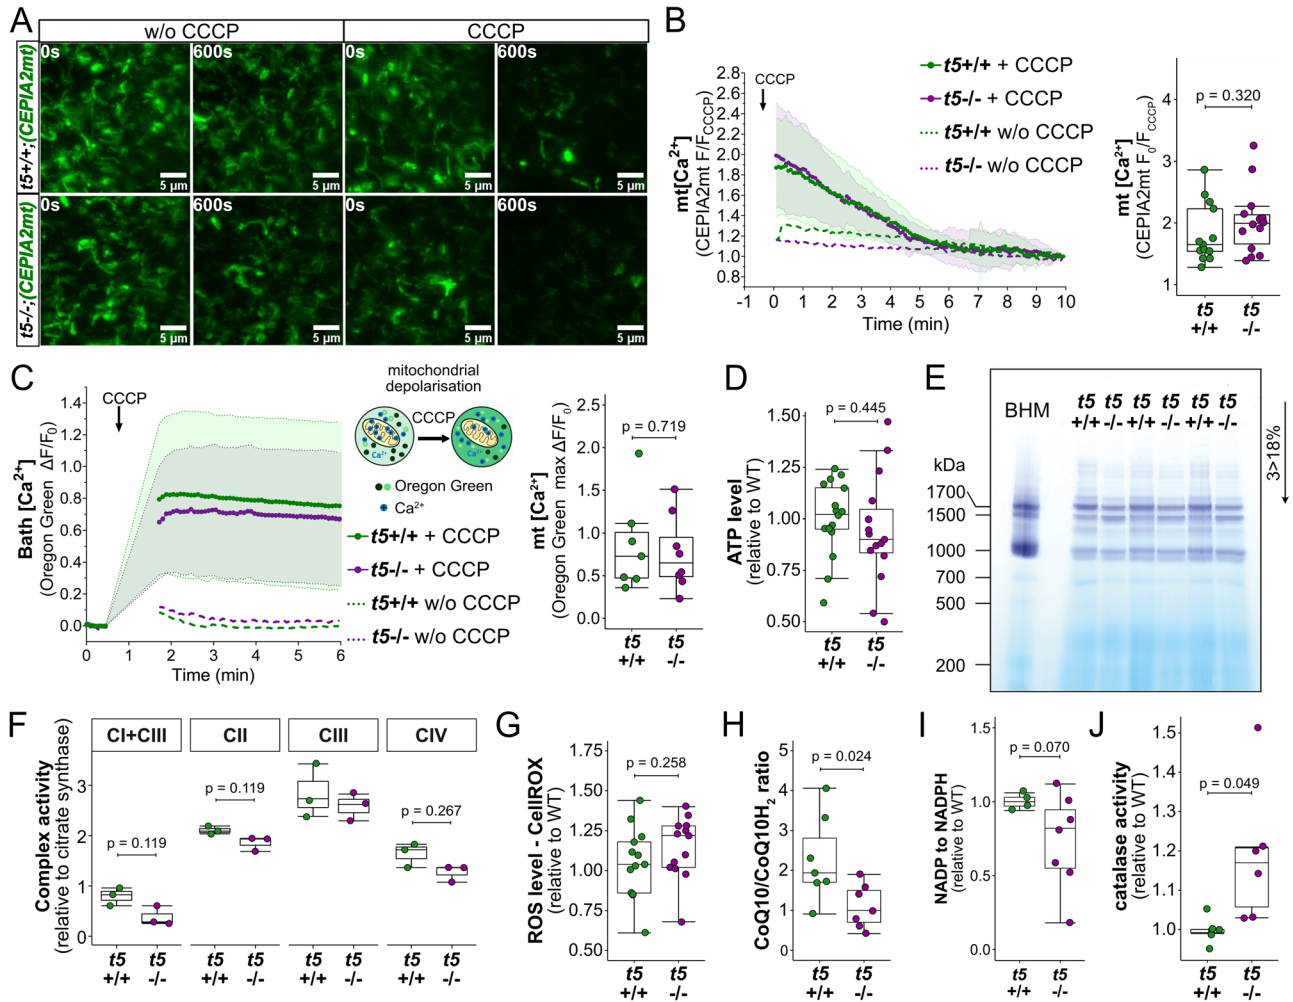 A
w/o CCCP
CCCP
t5+/+;(CEPIA2mt)
0s
600s
0s
600s
5 µm
5 µm
5 µm
5 µm
t5-/-;(CEPIA2mt)
0s
600s
0s
600s
5 µm
5 µm
5 µm
5 µm
B
mt[Ca²⁺]
(CEPIA2mt F/F_CCCP)
2.8
2.6
2.4
2.2
2.0
1.8
1.6
1.4
1.2
1.0
0.8
CCCP
-1 0 1 2 3 4 5 6 7 8 9 10
Time (min)
t5+/+ + CCCP
t5-/- + CCCP
t5+/+ w/o CCCP
t5-/- w/o CCCP
mt [Ca²⁺]
(CEPIA2mt F₀/F_CCCP)
4
3
2
1
p = 0.320
t5 t5
+/+ -/-
C
Bath [Ca²⁺]
(Oregon Green ΔF/F₀)
1.4
1.2
1.0
0.8
0.6
0.4
0.2
0.0
CCCP
0 1 2 3 4 5 6
Time (min)
mitochondrial
depolarisation
CCCP
Ca²⁺
Ca²⁺
Oregon Green
Ca²⁺
t5+/+ + CCCP
t5-/- + CCCP
t5+/+ w/o CCCP
t5-/- w/o CCCP
mt [Ca²⁺]
(Oregon Green max ΔF/F₀)
2.5
2.0
1.5
1.0
0.5
0.0
p = 0.719
t5 t5
+/+ -/-
D
ATP level
(relative to WT)
1.50
1.25
1.00
0.75
0.50
p = 0.445
t5 t5
+/+ -/-
E
BHM
t5 t5 t5 t5 t5 t5
+/+ -/- +/+ -/- +/+ -/-
kDa
1700
1500
1000
700
500
200
3>18%
F
Complex activity
(relative to citrate synthase)
3
2
1
0
CI+CIII
CII
CIII
CIV
p = 0.119
p = 0.119
p = 0.267
t5 t5 t5 t5 t5 t5 t5 t5
+/+ -/- +/+ -/- +/+ -/- +/+ -/-
G
ROS level - CellROX
(relative to WT)
1.75
1.50
1.25
1.00
0.75
0.50
p = 0.258
t5 t5
+/+ -/-
H
CoQ10/CoQ10H₂ ratio
5
4
3
2
1
0
p = 0.024
t5 t5
+/+ -/-
I
NADP to NADPH
(relative to WT)
1.5
1.0
0.5
0.0
p = 0.070
t5 t5
+/+ -/-
J
catalase activity
(relative to WT)
1.5
1.4
1.3
1.2
1.1
1.0
p = 0.049
t5 t5
+/+ -/-